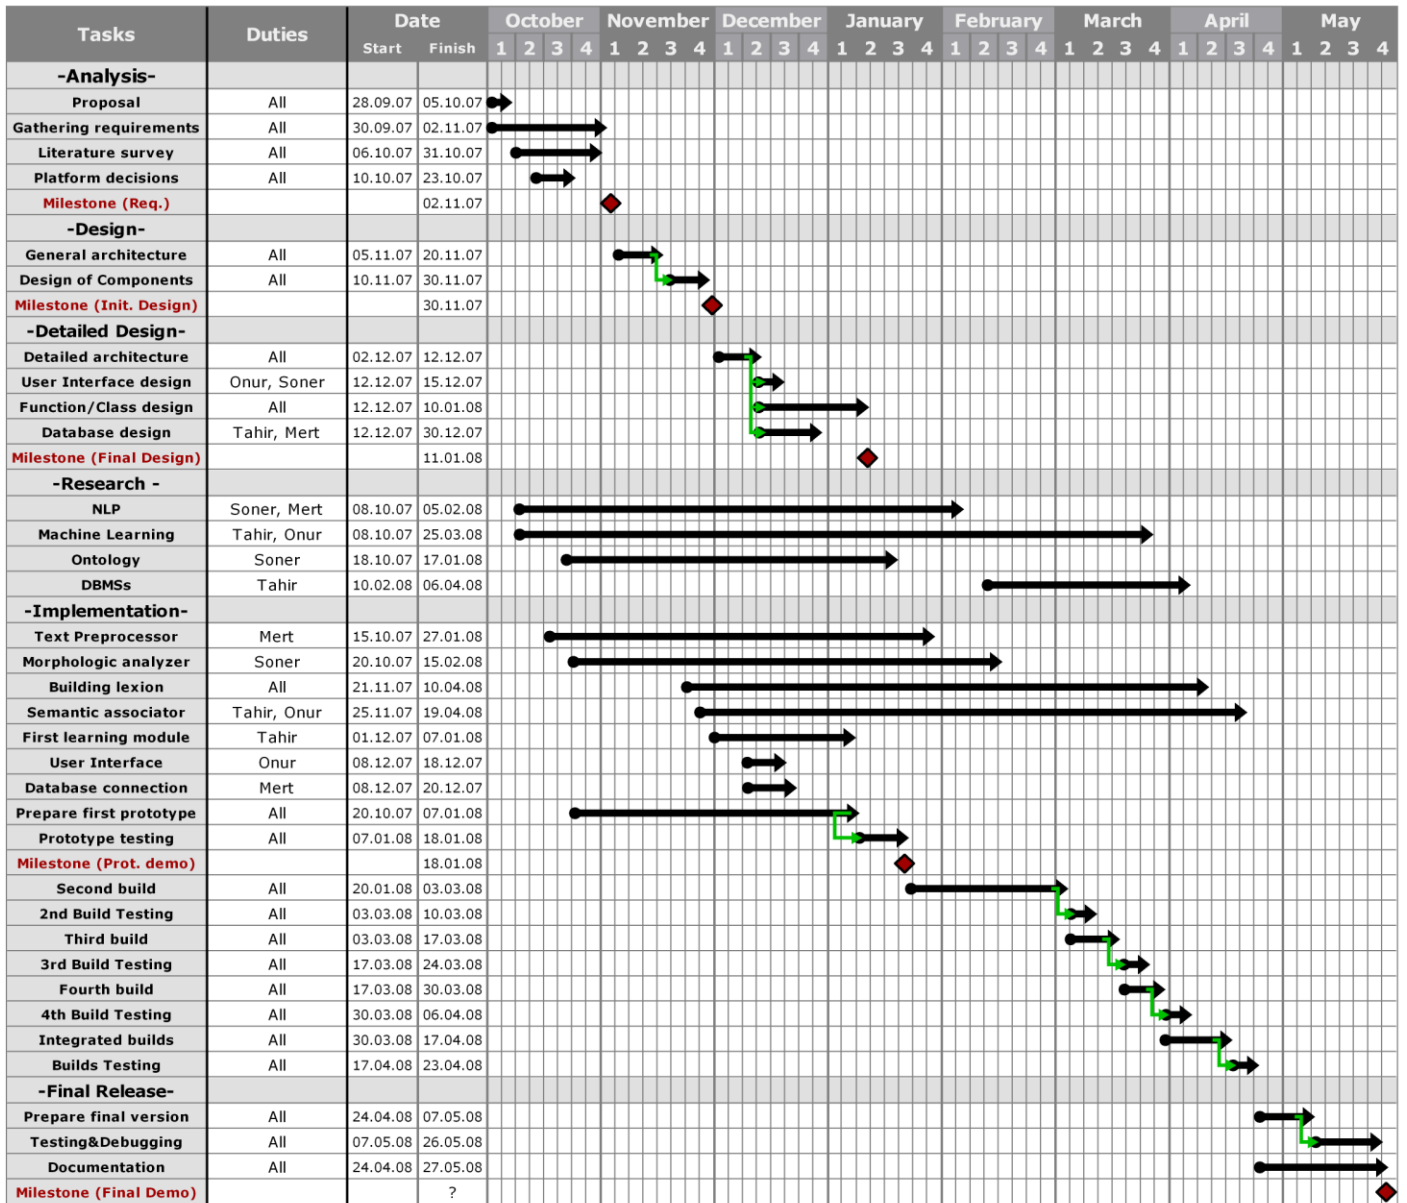 Tasks Duties Date October November December January February March April May
Start Finish 1 2 3 4 1 2 3 4 1 2 3 4 1 2 3 4 1 2 3 4 1 2 3 4 1 2 3 4 1 2 3 4
-Analysis-
Proposal All 28.09.07 05.10.07
Gathering requirements All 30.09.07 02.11.07
Literature survey All 06.10.07 31.10.07
Platform decisions All 10.10.07 23.10.07
Milestone (Req.) 02.11.07
-Design-
General architecture All 05.11.07 20.11.07
Design of Components All 10.11.07 30.11.07
Milestone (Init. Design) 30.11.07
-Detailed Design-
Detailed architecture All 02.12.07 12.12.07
User Interface design Onur, Soner 12.12.07 15.12.07
Function/Class design All 12.12.07 10.01.08
Database design Tahir, Mert 12.12.07 30.12.07
Milestone (Final Design) 11.01.08
-Research -
NLP Soner, Mert 08.10.07 05.02.08
Machine Learning Tahir, Onur 08.10.07 25.03.08
Ontology Soner 18.10.07 17.01.08
DBMSs Tahir 10.02.08 06.04.08
-Implementation-
Text Preprocessor Mert 15.10.07 27.01.08
Morphologic analyzer Soner 20.10.07 15.02.08
Building lexion All 21.11.07 10.04.08
Semantic associator Tahir, Onur 25.11.07 19.04.08
First learning module Tahir 01.12.07 07.01.08
User Interface Onur 08.12.07 18.12.07
Database connection Mert 08.12.07 20.12.07
Prepare first prototype All 20.10.07 07.01.08
Prototype testing All 07.01.08 18.01.08
Milestone (Prot. demo) 18.01.08
Second build All 20.01.08 03.03.08
2nd Build Testing All 03.03.08 10.03.08
Third build All 03.03.08 17.03.08
3rd Build Testing All 17.03.08 24.03.08
Fourth build All 17.03.08 30.03.08
4th Build Testing All 30.03.08 06.04.08
Integrated builds All 30.03.08 17.04.08
Builds Testing All 17.04.08 23.04.08
-Final Release-
Prepare final version All 24.04.08 07.05.08
Testing&Debugging All 07.05.08 26.05.08
Documentation All 24.04.08 27.05.08
Milestone (Final Demo) ?